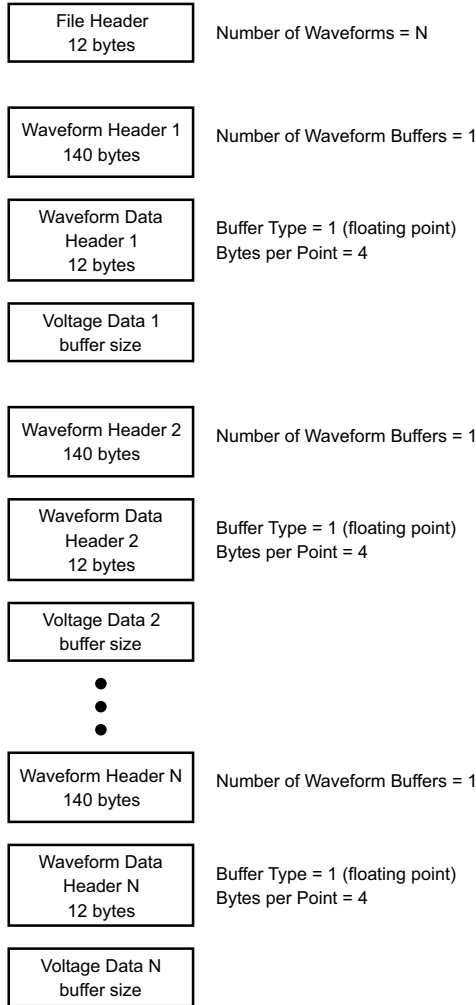 File Header
12 bytes
Number of Waveforms = N
Waveform Header 1
140 bytes
Number of Waveform Buffers = 1
Waveform Data
Header 1
12 bytes
Buffer Type = 1 (floating point)
Bytes per Point = 4
Voltage Data 1
buffer size
Waveform Header 2
140 bytes
Number of Waveform Buffers = 1
Waveform Data
Header 2
12 bytes
Buffer Type = 1 (floating point)
Bytes per Point = 4
Voltage Data 2
buffer size
Waveform Header N
140 bytes
Number of Waveform Buffers = 1
Waveform Data
Header N
12 bytes
Buffer Type = 1 (floating point)
Bytes per Point = 4
Voltage Data N
buffer size